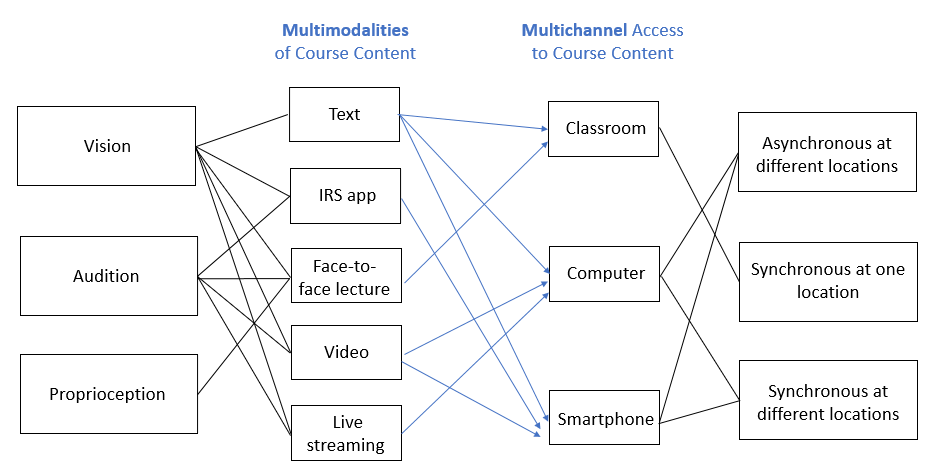 Multimodalities
of Course Content
Multichannel Access
to Course Content
Vision
Audition
Proprioception
Text
IRS app
Face-to-
face lecture
Video
Live
streaming
Classroom
Computer
Smartphone
Asynchronous at
different locations
Synchronous at one
location
Synchronous at
different locations